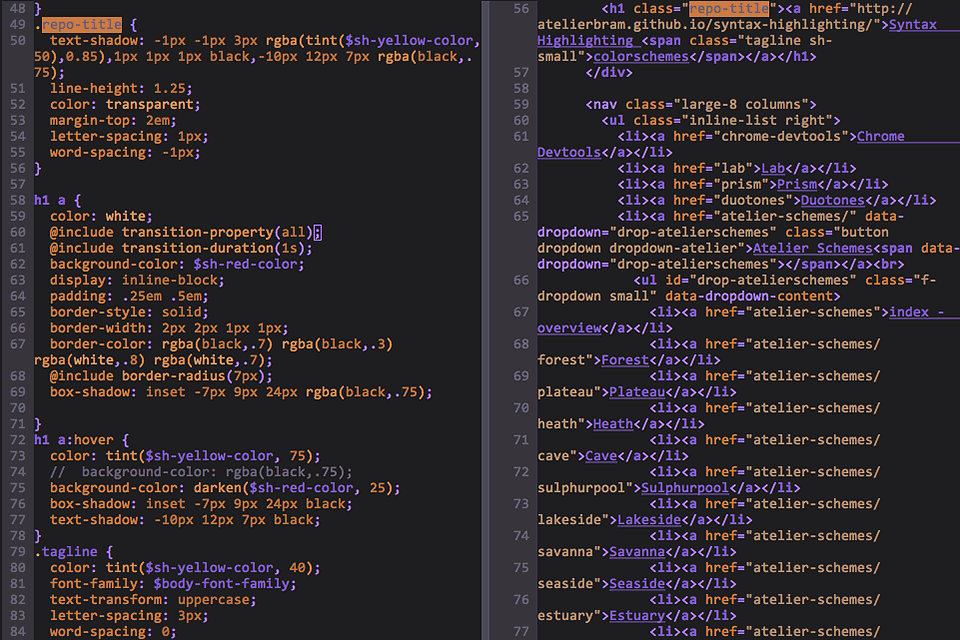 48 }
49 .repo-title {
50   text-shadow: -1px -1px 3px rgba(tint($sh-yellow-color,
50),0.85),1px 1px 1px black,-10px 12px 7px rgba(black,.
75);
51   line-height: 1.25;
52   color: transparent;
53   margin-top: 2em;
54   letter-spacing: 1px;
55   word-spacing: -1px;
56 }
57
58 h1 a {
59   color: white;
60   @include transition-property(all);
61   @include transition-duration(1s);
62   background-color: $sh-red-color;
63   display: inline-block;
64   padding: .25em .5em;
65   border-style: solid;
66   border-width: 2px 2px 1px 1px;
67   border-color: rgba(black,.7) rgba(black,.3)
rgba(white,.8) rgba(white,.7);
68   @include border-radius(7px);
69   box-shadow: inset -7px 9px 24px rgba(black,.75);
70
71 }
72 h1 a:hover {
73   color: tint($sh-yellow-color, 75);
74   //  background-color: rgba(black,.75);
75   background-color: darken($sh-red-color, 25);
76   box-shadow: inset -7px 9px 24px black;
77   text-shadow: -10px 12px 7px black;
78 }
79 .tagline {
80   color: tint($sh-yellow-color, 40);
81   font-family: $body-font-family;
82   text-transform: uppercase;
83   letter-spacing: 3px;
84   word-spacing: 0;
56         <h1 class="repo-title"><a href="http://
atelierbram.github.io/syntax-highlighting/">Syntax
Highlighting <span class="tagline sh-
small">colorschemes</span></a></h1>
57       </div>
58
59       <nav class="large-8 columns">
60         <ul class="inline-list right">
61           <li><a href="chrome-devtools">Chrome
Devtools</a></li>
62           <li><a href="lab">Lab</a></li>
63           <li><a href="prism">Prism</a></li>
64           <li><a href="duotones">Duotones</a></li>
65           <li><a href="atelier-schemes/" data-
dropdown="drop-atelierschemes" class="button
dropdown dropdown-atelier">Atelier Schemes<span data-
dropdown="drop-atelierschemes"></span></a><br>
66             <ul id="drop-atelierschemes" class="f-
dropdown small" data-dropdown-content>
67               <li><a href="atelier-schemes">index -
overview</a></li>
68               <li><a href="atelier-schemes/
forest">Forest</a></li>
69               <li><a href="atelier-schemes/
plateau">Plateau</a></li>
70               <li><a href="atelier-schemes/
heath">Heath</a></li>
71               <li><a href="atelier-schemes/
cave">Cave</a></li>
72               <li><a href="atelier-schemes/
sulphurpool">Sulphurpool</a></li>
73               <li><a href="atelier-schemes/
lakeside">Lakeside</a></li>
74               <li><a href="atelier-schemes/
savanna">Savanna</a></li>
75               <li><a href="atelier-schemes/
seaside">Seaside</a></li>
76               <li><a href="atelier-schemes/
estuary">Estuary</a></li>
77               <li><a href="atelier-schemes/